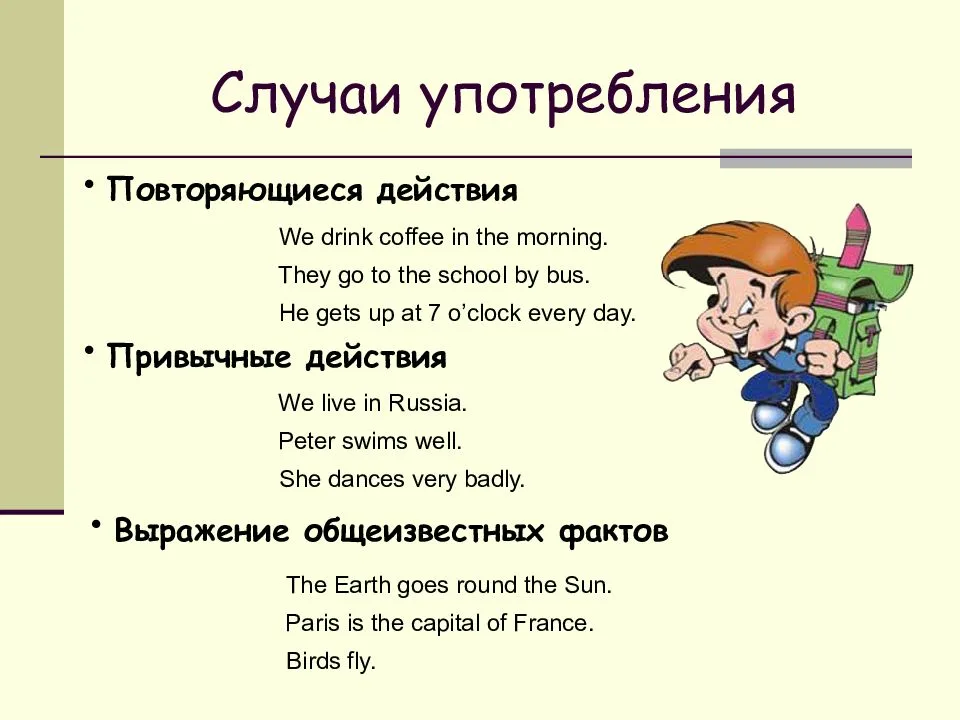 Случаи употребления
• Повторяющиеся действия
We drink coffee in the morning.
They go to the school by bus.
He gets up at 7 o’clock every day.
• Привычные действия
We live in Russia.
Peter swims well.
She dances very badly.
• Выражение общеизвестных фактов
The Earth goes round the Sun.
Paris is the capital of France.
Birds fly.